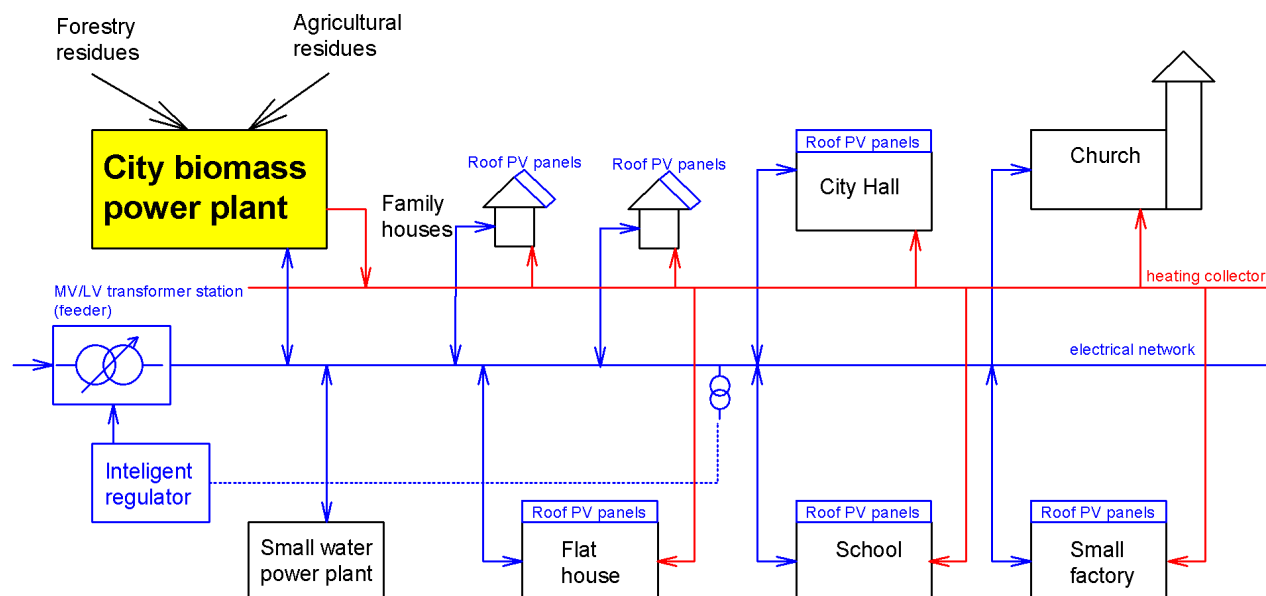 Forestry
residues
Agricultural
residues
City biomass
power plant
Roof PV panels
Roof PV panels
Family
houses
Roof PV panels
City Hall
Church
MV/LV transformer station
(feeder)
heating collector
electrical network
Inteligent
regulator
Small water
power plant
Roof PV panels
Flat
house
Roof PV panels
School
Roof PV panels
Small
factory